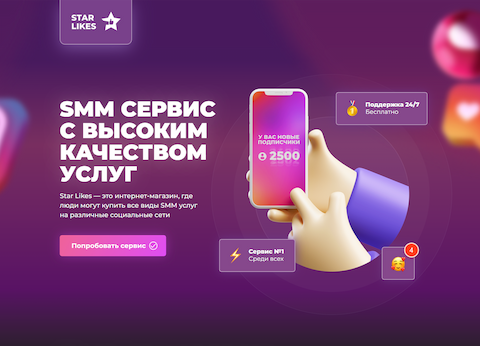 STAR
LIKES
Поддержка 24/7
Бесплатно
SMM СЕРВИС
С ВЫСОКИМ
КАЧЕСТВОМ
УСЛУГ
У ВАС НОВЫЕ
ПОДПИСЧИКИ
2500
Star Likes — это интернет-магазин, где
люди могут купить все виды SMM услуг
на различные социальные сети
Попробовать сервис
Сервис №1
Среди всех
4